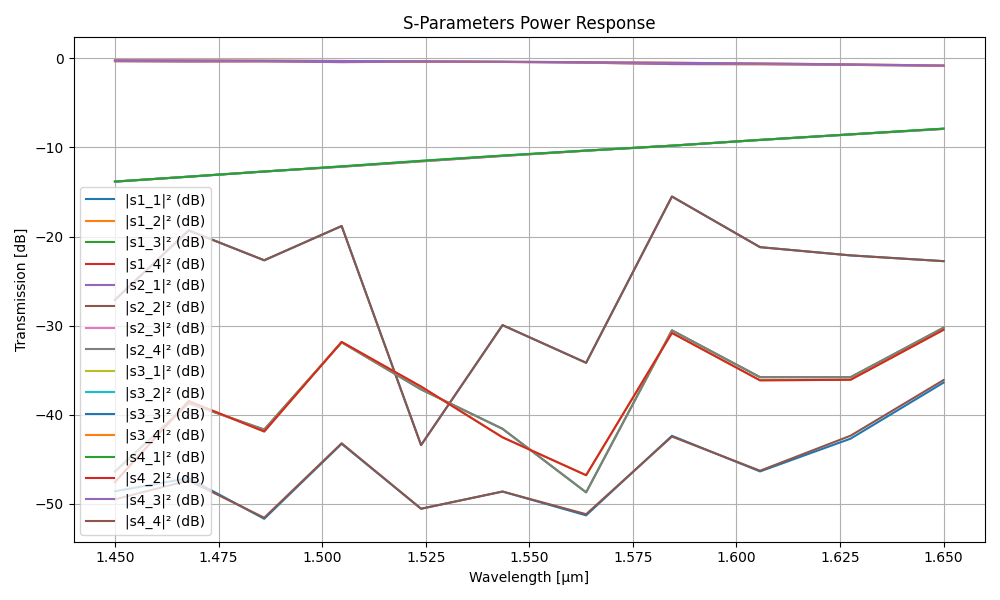 S-Parameters Power Response
Transmission [dB]
0
−10
−20
−30
−40
−50
|s1_1|² (dB)
|s1_2|² (dB)
|s1_3|² (dB)
|s1_4|² (dB)
|s2_1|² (dB)
|s2_2|² (dB)
|s2_3|² (dB)
|s2_4|² (dB)
|s3_1|² (dB)
|s3_2|² (dB)
|s3_3|² (dB)
|s3_4|² (dB)
|s4_1|² (dB)
|s4_2|² (dB)
|s4_3|² (dB)
|s4_4|² (dB)
1.450 1.475 1.500 1.525 1.550 1.575 1.600 1.625 1.650
Wavelength [µm]